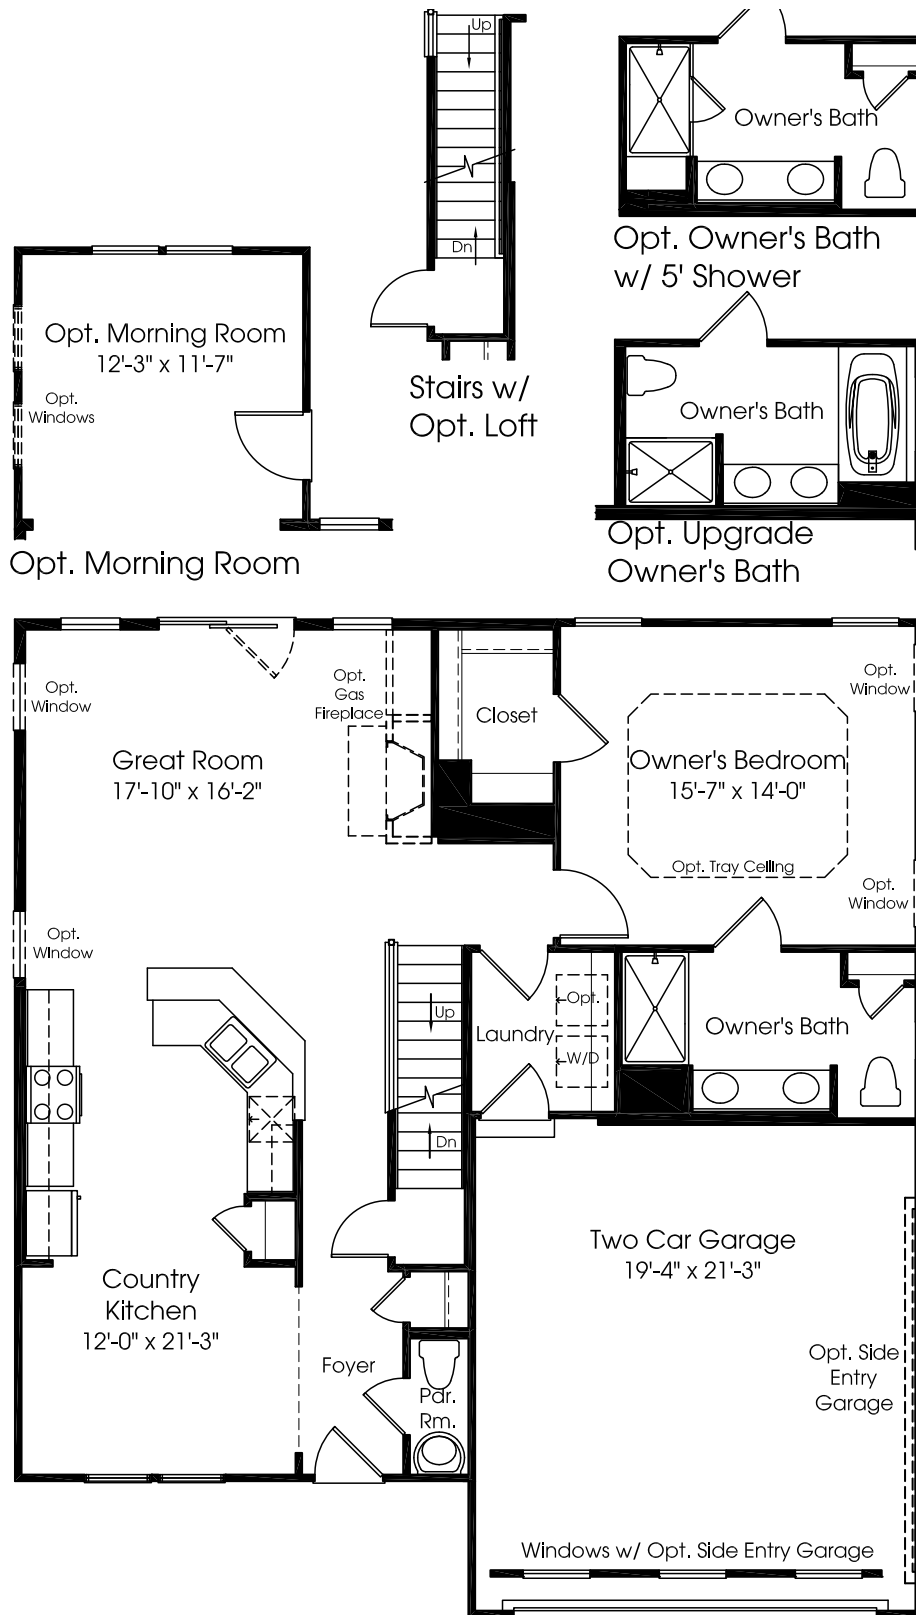 Up
Dn
Stairs w/
Opt. Loft
Owner's Bath
Opt. Owner's Bath
w/ 5' Shower
Opt. Morning Room
12'-3" x 11'-7"
Opt.
Windows
Opt. Morning Room
Owner's Bath
Opt. Upgrade
Owner's Bath
Opt.
Window
Opt.
Gas
Fireplace
Great Room
17'-10" x 16'-2"
Closet
Opt.
Window
Owner's Bedroom
15'-7" x 14'-0"
Opt. Tray Ceiling
Opt.
Window
Opt.
Window
Up
Dn
Laundry
Opt.
W/D
Owner's Bath
Country
Kitchen
12'-0" x 21'-3"
Foyer
Pdr.
Rm.
Two Car Garage
19'-4" x 21'-3"
Opt. Side
Entry
Garage
Windows w/ Opt. Side Entry Garage